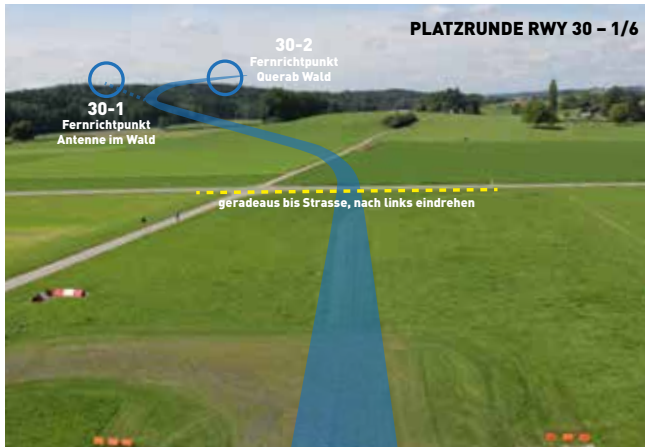 PLATZRUNDE RWY 30 – 1/6
30-2
Fernrichtpunkt
Querab Wald
30-1
Fernrichtpunkt
Antenne im Wald
geradeaus bis Strasse, nach links eindrehen